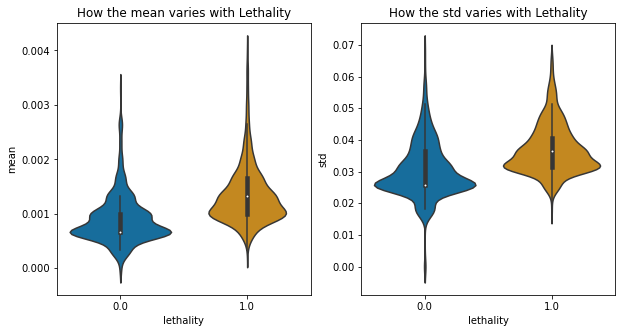 How the mean varies with Lethality
mean
0.004
0.003
0.002
0.001
0.000
0.0
1.0
lethality
How the std varies with Lethality
std
0.07
0.06
0.05
0.04
0.03
0.02
0.01
0.00
0.0
1.0
lethality